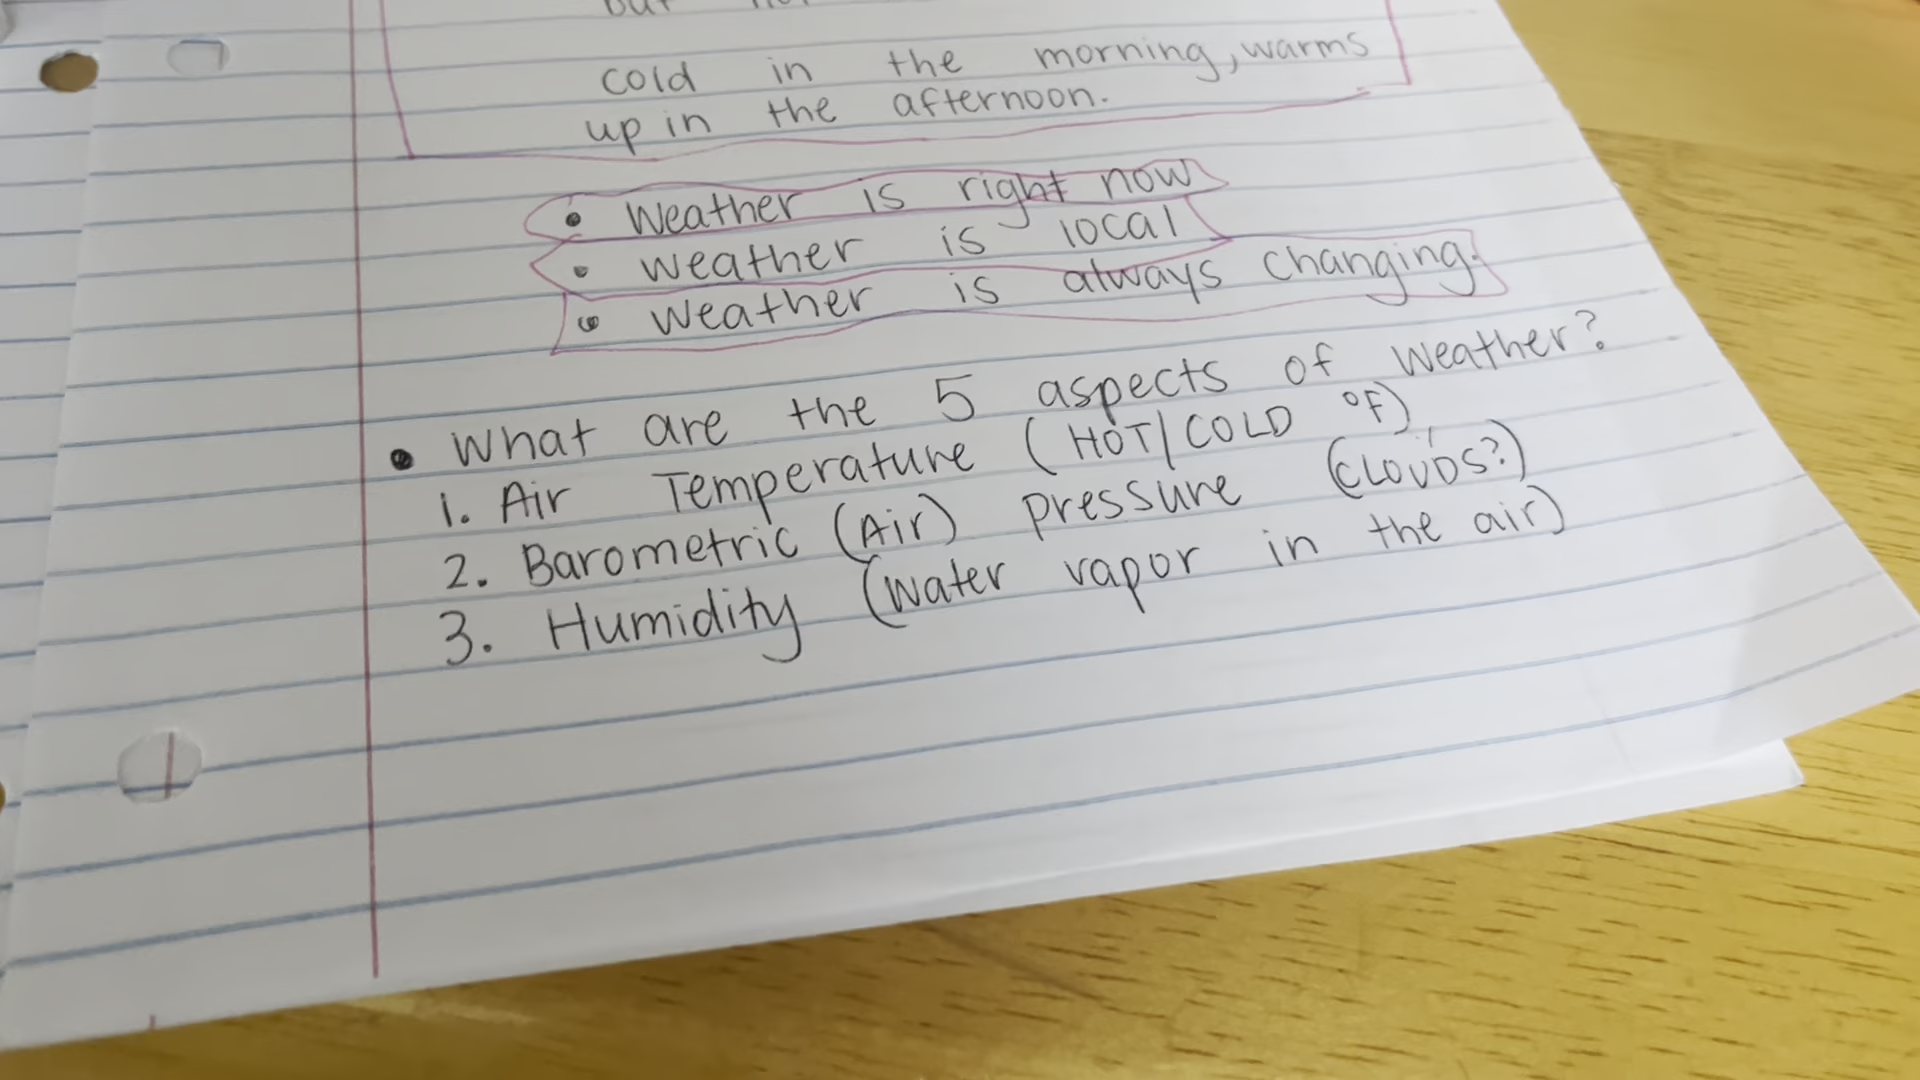 cold in the morning, warms
up in the afternoon.
• Weather is right now
• weather is local
• weather is always changing.
• What are the 5 aspects of weather?
1. Air Temperature (HOT/COLD °F)
2. Barometric (Air) pressure (CLOUDS?)
3. Humidity (water vapor in the air)